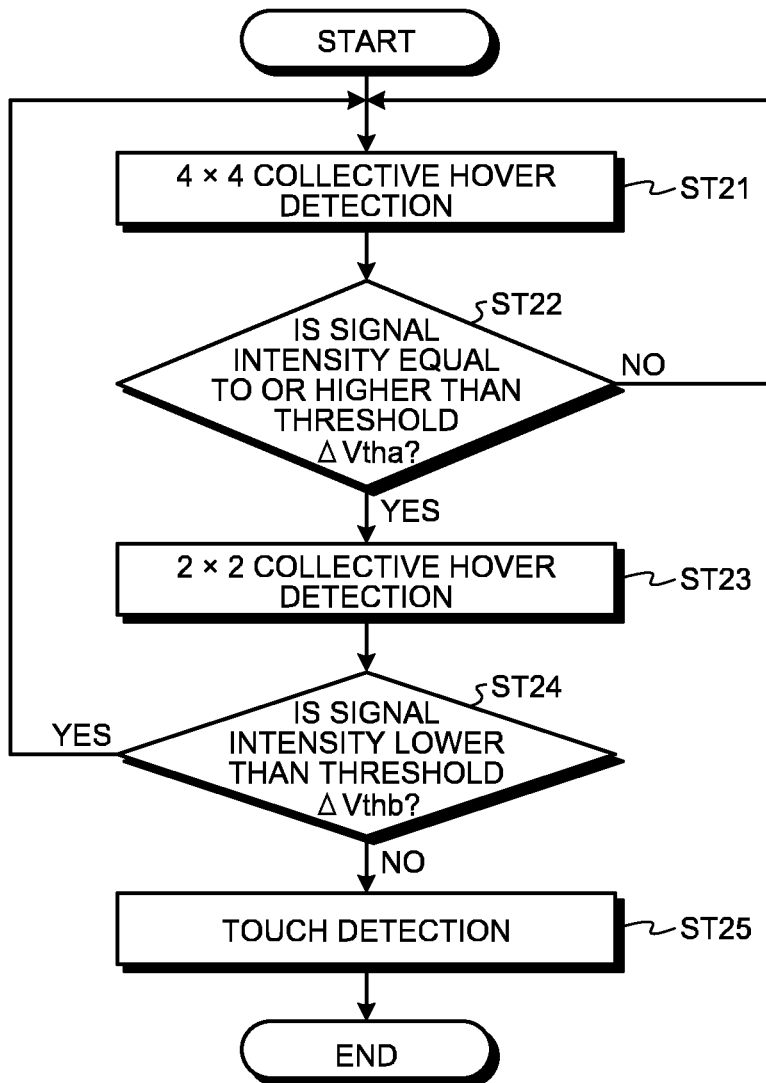 START
4 × 4 COLLECTIVE HOVER
DETECTION
ST21
ST22
IS SIGNAL
INTENSITY EQUAL
TO OR HIGHER THAN
THRESHOLD
Δ Vtha?
NO
YES
2 × 2 COLLECTIVE HOVER
DETECTION
ST23
ST24
IS SIGNAL
INTENSITY LOWER
THAN THRESHOLD
Δ Vthb?
YES
NO
TOUCH DETECTION
ST25
END